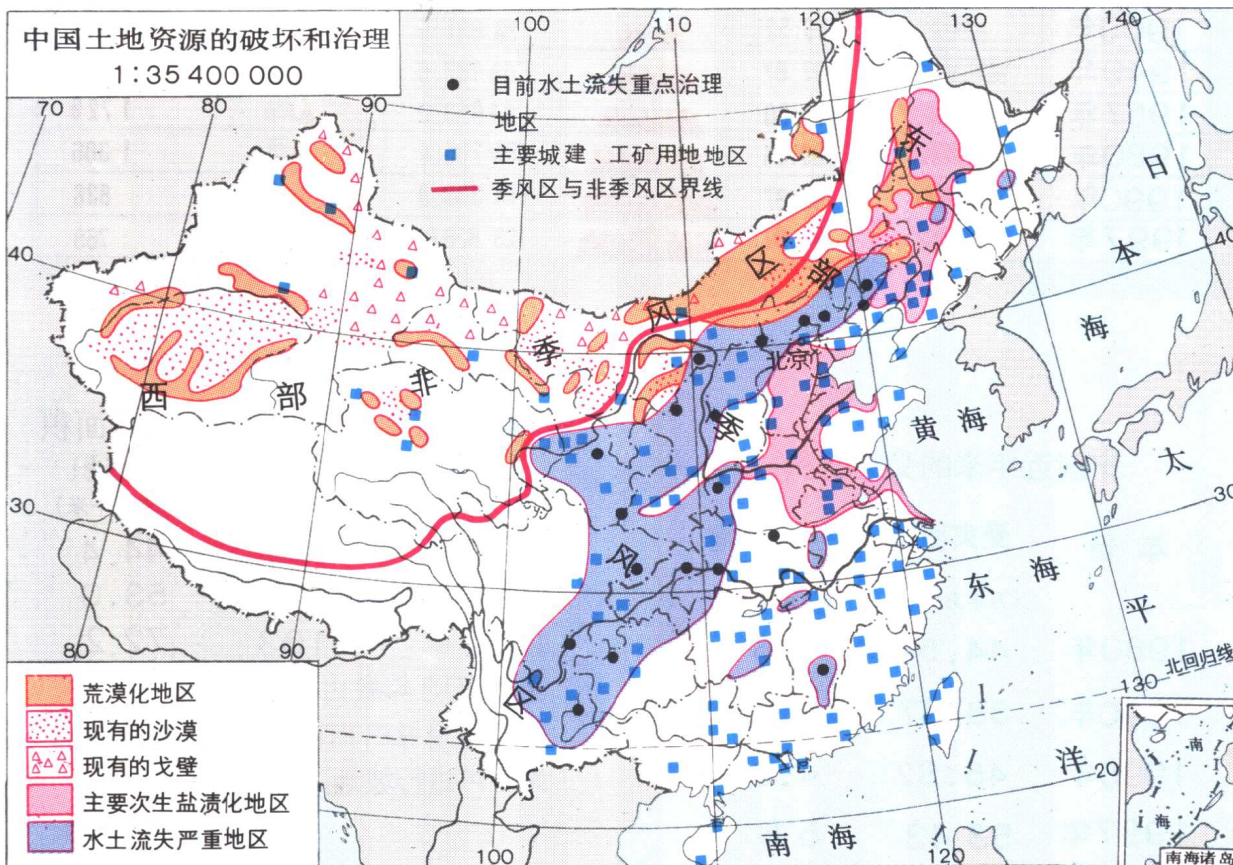 中国土地资源的破坏和治理
1:35 400 000
70
80
90
100
110
120
130
140
目前水土流失重点治理
地区
主要城建、工矿用地地区
季风区与非季风区界线
东
部
季
风
区
西
部
非
季
风
区
北京
日
本
海
黄海
东海
太
平
洋
南海
北回归线
40
30
80
90
100
40
30
130
20
120
荒漠化地区
现有的沙漠
现有的戈壁
主要次生盐渍化地区
水土流失严重地区
南
海
南海诸岛